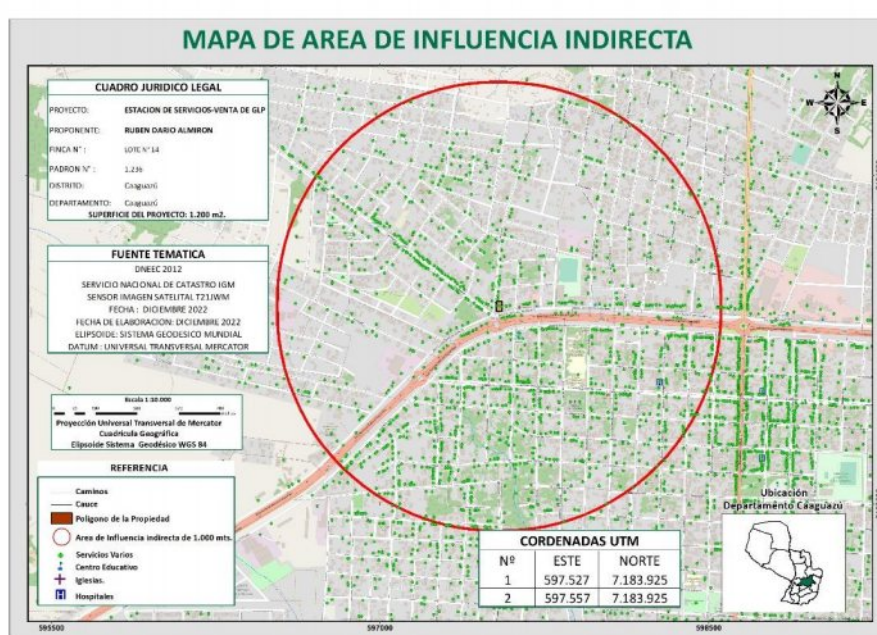 MAPA DE AREA DE INFLUENCIA INDIRECTA
CUADRO JURIDICO LEGAL
PROYECTO: ESTACION DE SERVICIOS-VENTA DE GLP
PROPONENTE: RUBEN DARIO ALMIRON
FINCA N° : LOTE N° 14
PADRON N° : 1.236
DISTRITO: Caaguazú
DEPARTAMENTO: Caaguazú
SUPERFICIE DEL PROYECTO: 1.200 m2.
FUENTE TEMATICA
DNEEC 2012
SERVICIO NACIONAL DE CATASTRO IGM
SENSOR IMAGEN SATELITAL T21JWM
FECHA : DICIEMBRE 2022
FECHA DE ELABORACION: DICIEMBRE 2022
ELIPSOIDE: SISTEMA GEODESICO MUNDIAL
DATUM : UNIVERSAL TRANSVERSAL MERCATOR
Escala 1:10.000
Proyección Universal Transversal de Mercator
Cuadrícula Geográfica
Elipsoide Sistema Geodésico WGS 84
REFERENCIA
Caminos
Cauce
Polígono de la Propiedad
Area de Influencia indirecta de 1.000 mts.
Servicios Varios
Centro Educativo
Iglesias.
H Hospitales
N
W E
S
CORDENADAS UTM
Nº ESTE NORTE
1 597.527 7.183.925
2 597.557 7.183.925
Ubicación
Departamento Caaguazú
595500 597000 598500